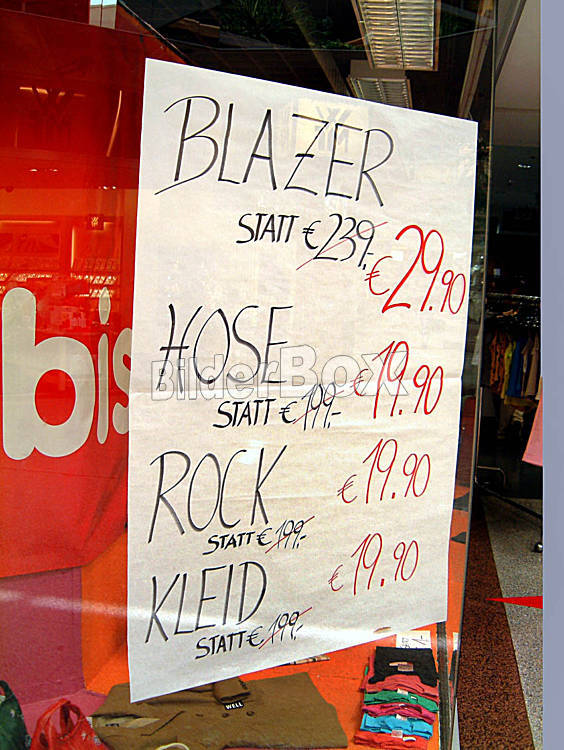 BLAZER
STATT € 239,- € 29.90
HOSE
STATT € 199,- € 19.90
ROCK € 19.90
STATT € 199,-
KLEID € 19.90
STATT € 199,-
bis
BilderBox
WELL